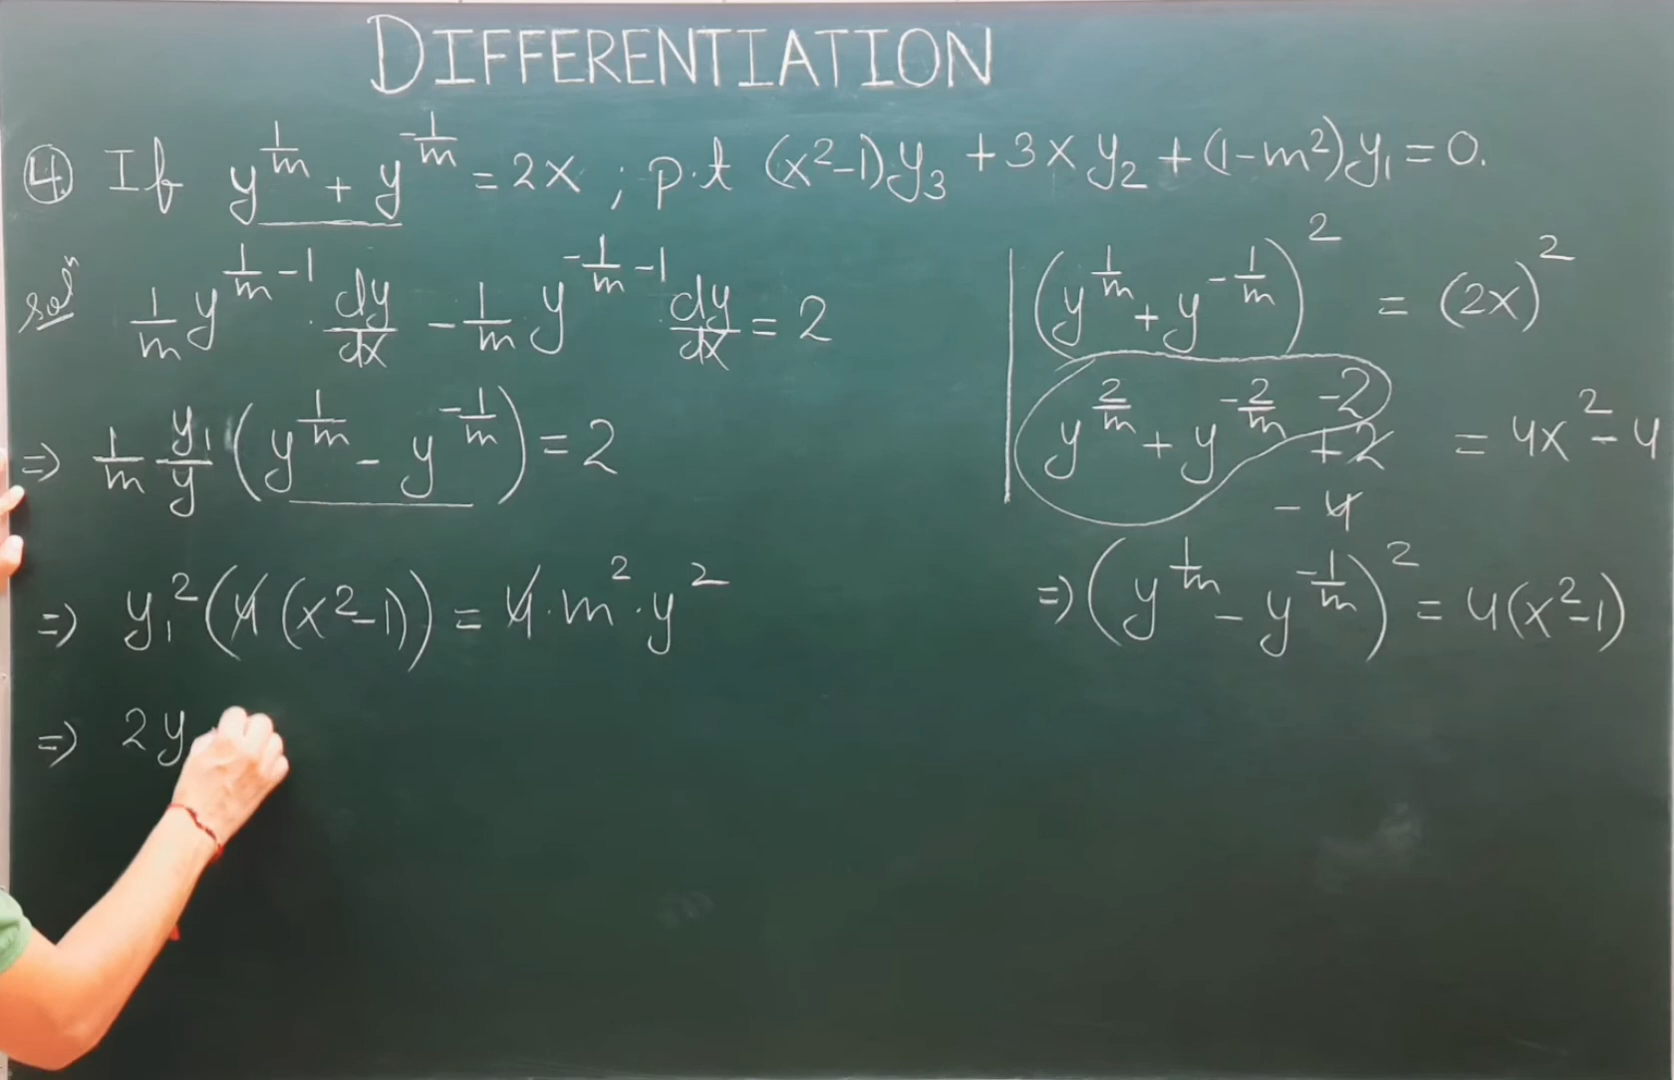 DIFFERENTIATION
④ If y^{1/m} + y^{-1/m} = 2x ; p.t (x²-1)y₃ + 3xy₂ + (1-m²)y₁ = 0.
solⁿ 1/m y^{1/m -1} . dy/dx - 1/m y^{-1/m -1} . dy/dx = 2
⇒ 1/m y₁/y (y^{1/m} - y^{-1/m}) = 2
⇒ y₁²(4(x²-1)) = 4.m².y²
⇒ 2y
(y^{1/m} + y^{-1/m})² = (2x)²
y^{2/m} + y^{-2/m} -2 +2 = 4x² - 4
- 4
⇒ (y^{1/m} - y^{-1/m})² = 4(x²-1)